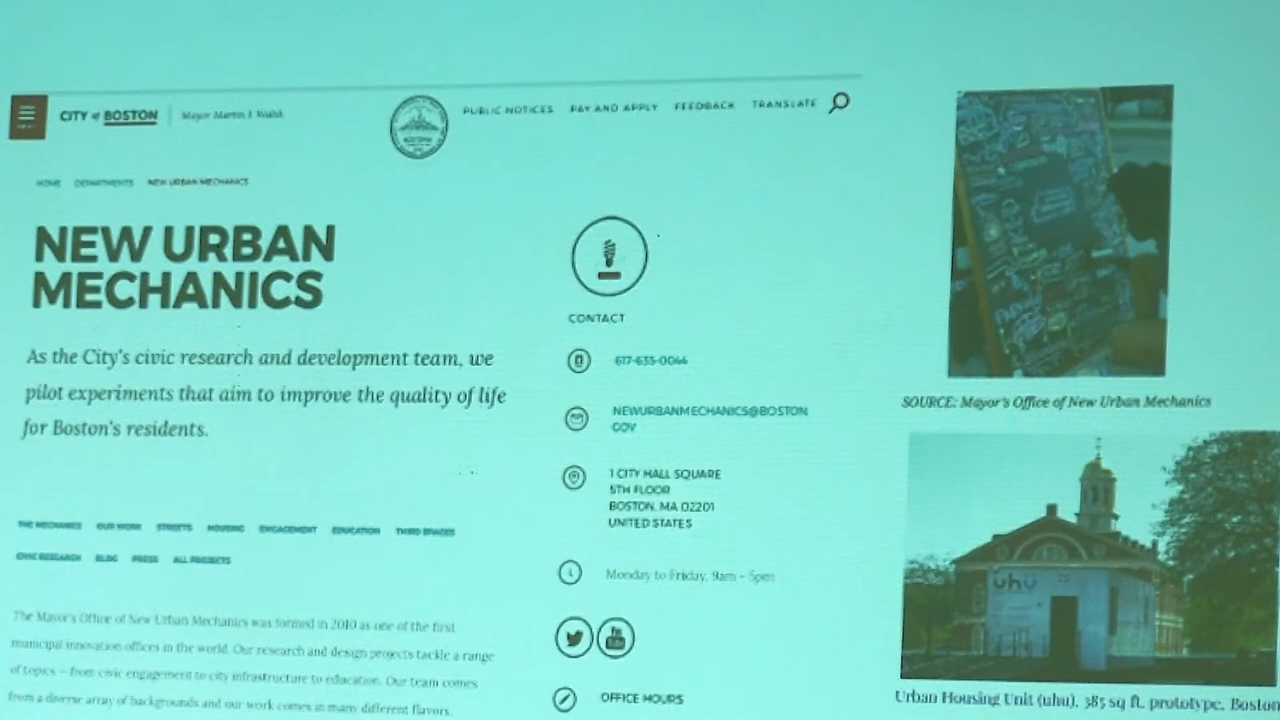 CITY of BOSTON
Mayor Martin J. Walsh
PUBLIC NOTICES
PAY AND APPLY
FEEDBACK
TRANSLATE
HOME
DEPARTMENTS
NEW URBAN MECHANICS
NEW URBAN
MECHANICS
As the City's civic research and development team, we
pilot experiments that aim to improve the quality of life
for Boston's residents.
THE MECHANICS OUR WORK STREETS HOUSING ENGAGEMENT EDUCATION THIRD SPACES
CIVIC RESEARCH BLOG PRESS ALL PROJECTS
The Mayor's Office of New Urban Mechanics was formed in 2010 as one of the first
municipal innovation offices in the world. Our research and design projects tackle a range
of topics – from civic engagement to city infrastructure to education. Our team comes
from a diverse array of backgrounds and our work comes in many different flavors.
CONTACT
617-635-0044
NEWURBANMECHANICS@BOSTON
GOV
1 CITY HALL SQUARE
5TH FLOOR
BOSTON, MA 02201
UNITED STATES
Monday to Friday, 9am - 5pm
You
Tube
OFFICE HOURS
SOURCE: Mayor's Office of New Urban Mechanics
uhü
Urban Housing Unit (uhu), 385 sq ft. prototype, Boston